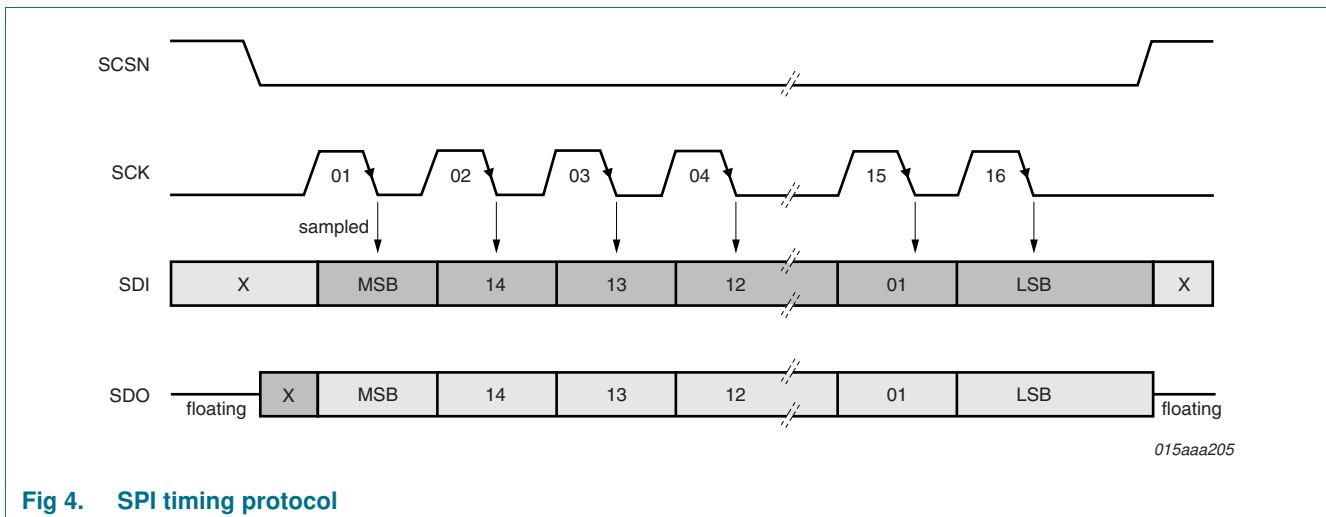 SCSN
SCK 01 02 03 04 15 16
sampled
SDI X MSB 14 13 12 01 LSB X
SDO X MSB 14 13 12 01 LSB
floating floating
015aaa205
Fig 4. SPI timing protocol